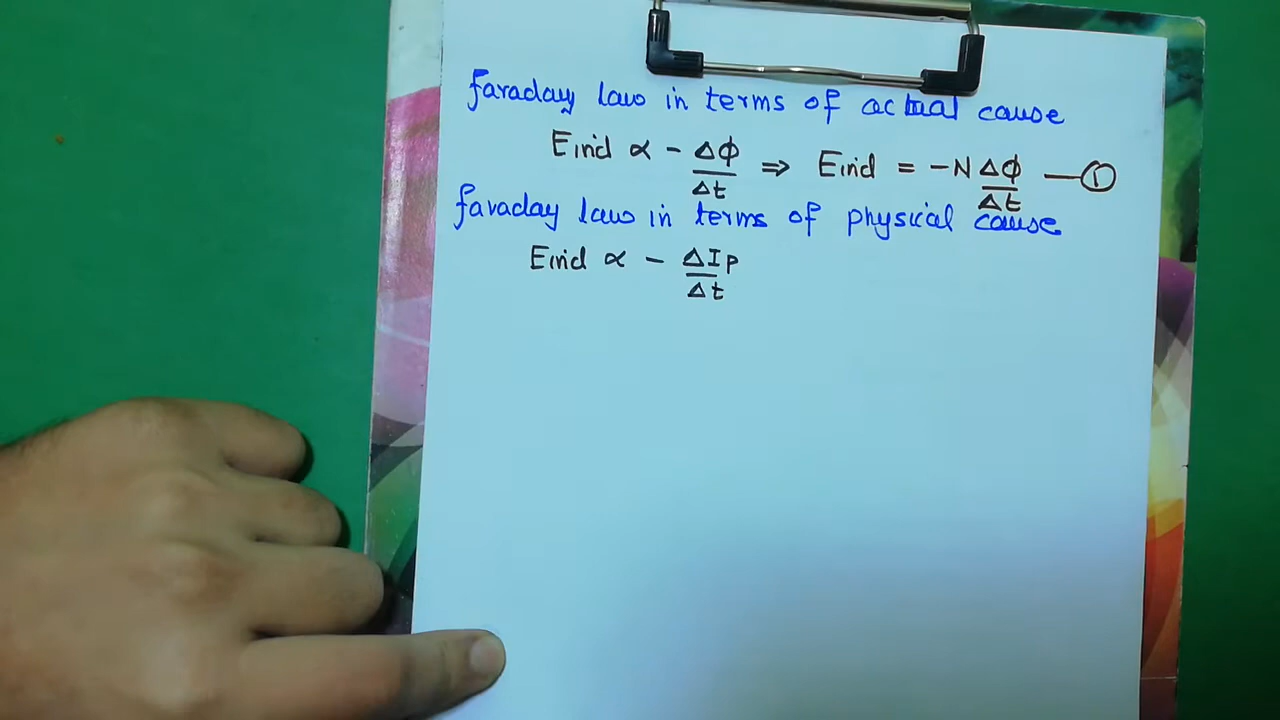 faraday law in terms of actual cause
Eind ∝ - Δφ/Δt ⇒ Eind = -N Δφ/Δt —①
faraday law in terms of physical cause
Eind ∝ - ΔIp/Δt